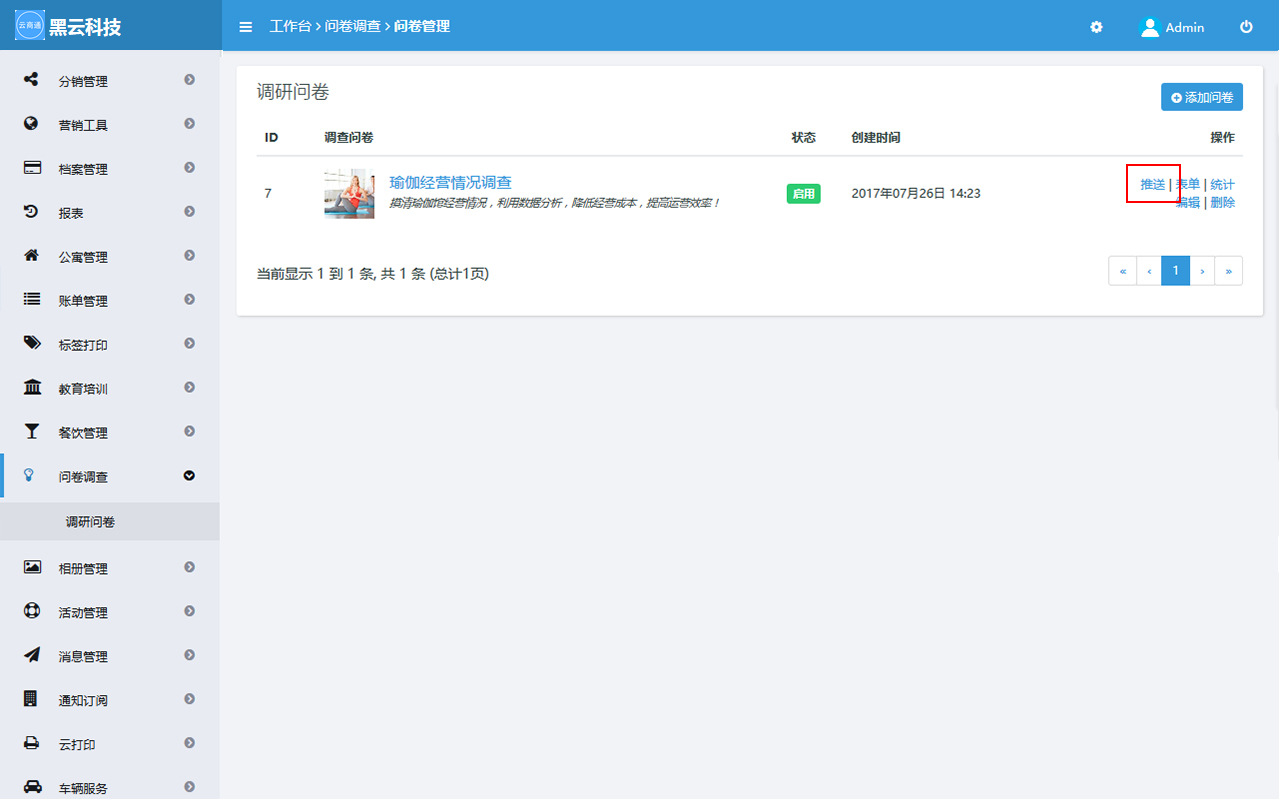 云商通 黑云科技
工作台 › 问卷调查 › 问卷管理
Admin
分销管理
营销工具
档案管理
报表
公寓管理
账单管理
标签打印
教育培训
餐饮管理
问卷调查
调研问卷
相册管理
活动管理
消息管理
通知订阅
云打印
车辆服务
调研问卷
添加问卷
ID 调查问卷 状态 创建时间 操作
7 瑜伽经营情况调查 启用 2017年07月26日 14:23 推送 | 表单 | 统计
摸清瑜伽馆经营情况，利用数据分析，降低经营成本，提高运营效率！ 编辑 | 删除
当前显示 1 到 1 条, 共 1 条 (总计1页) « ‹ 1 › »